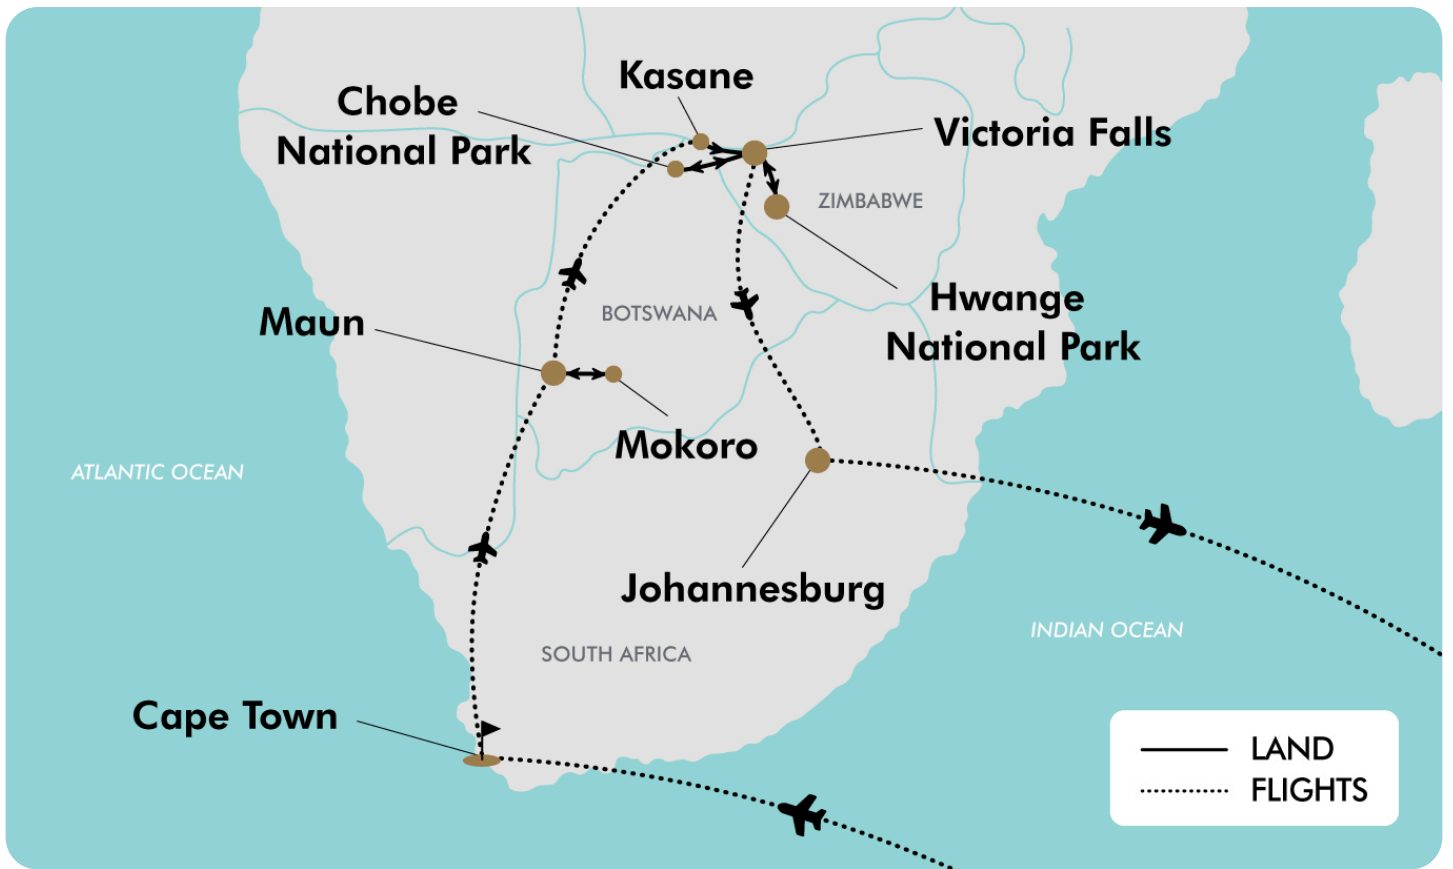 Kasane
Chobe
National Park
Victoria Falls
ZIMBABWE
Hwange
National Park
BOTSWANA
Maun
Mokoro
ATLANTIC OCEAN
Johannesburg
INDIAN OCEAN
SOUTH AFRICA
Cape Town
LAND
FLIGHTS